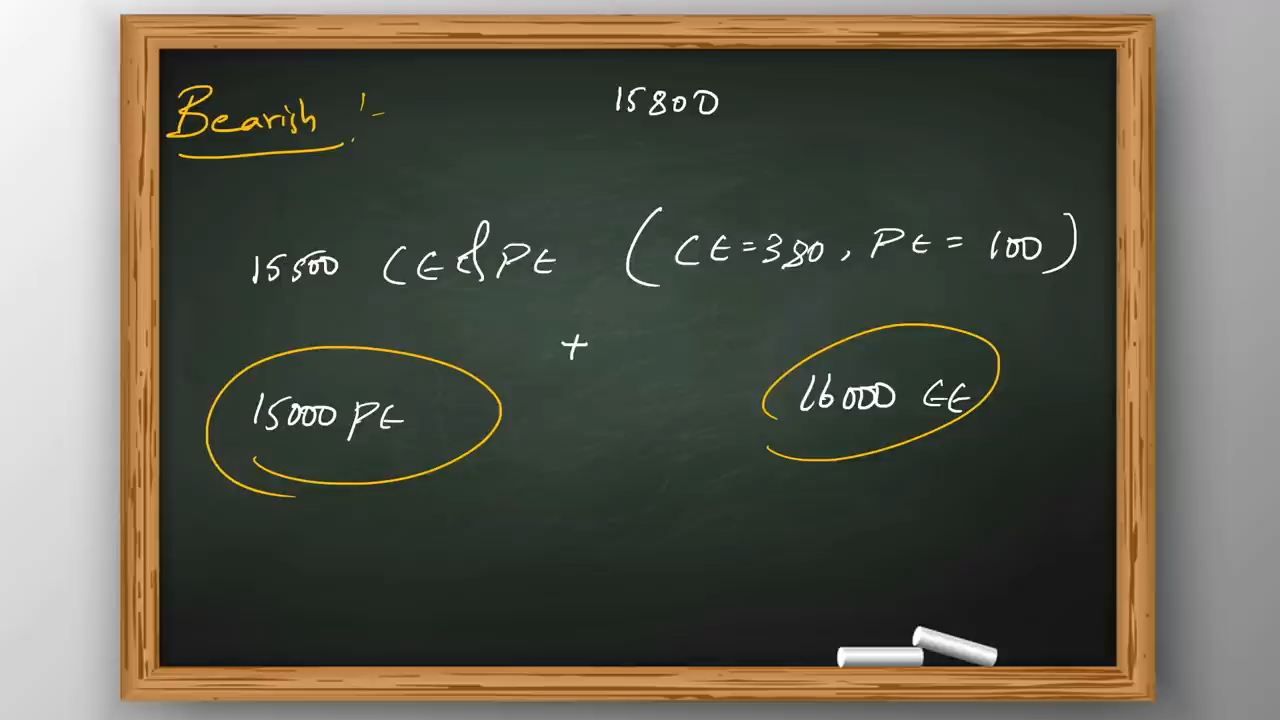 Bearish :-
15800
15500 CE & PE (CE = 380, PE = 100)
+
15000 PE 16000 CE